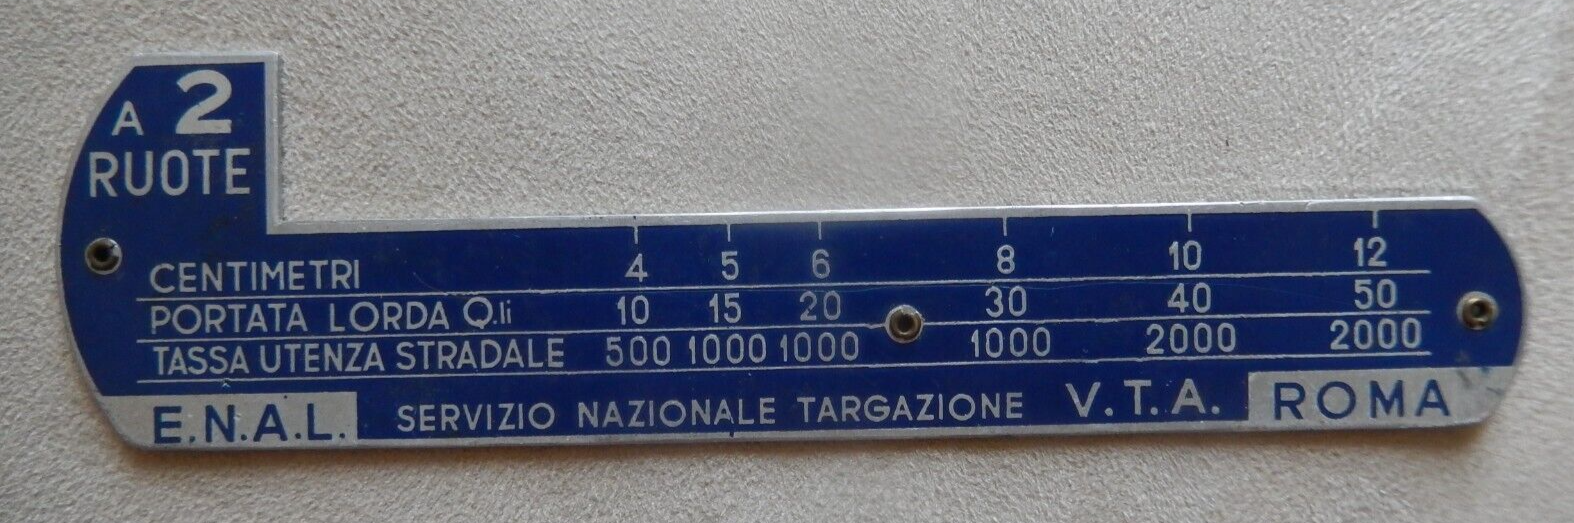 A 2
RUOTE
CENTIMETRI 4 5 6 8 10 12
PORTATA LORDA Q.li 10 15 20 30 40 50
TASSA UTENZA STRADALE 500 1000 1000 1000 2000 2000
E.N.A.L. SERVIZIO NAZIONALE TARGAZIONE V.T.A. ROMA